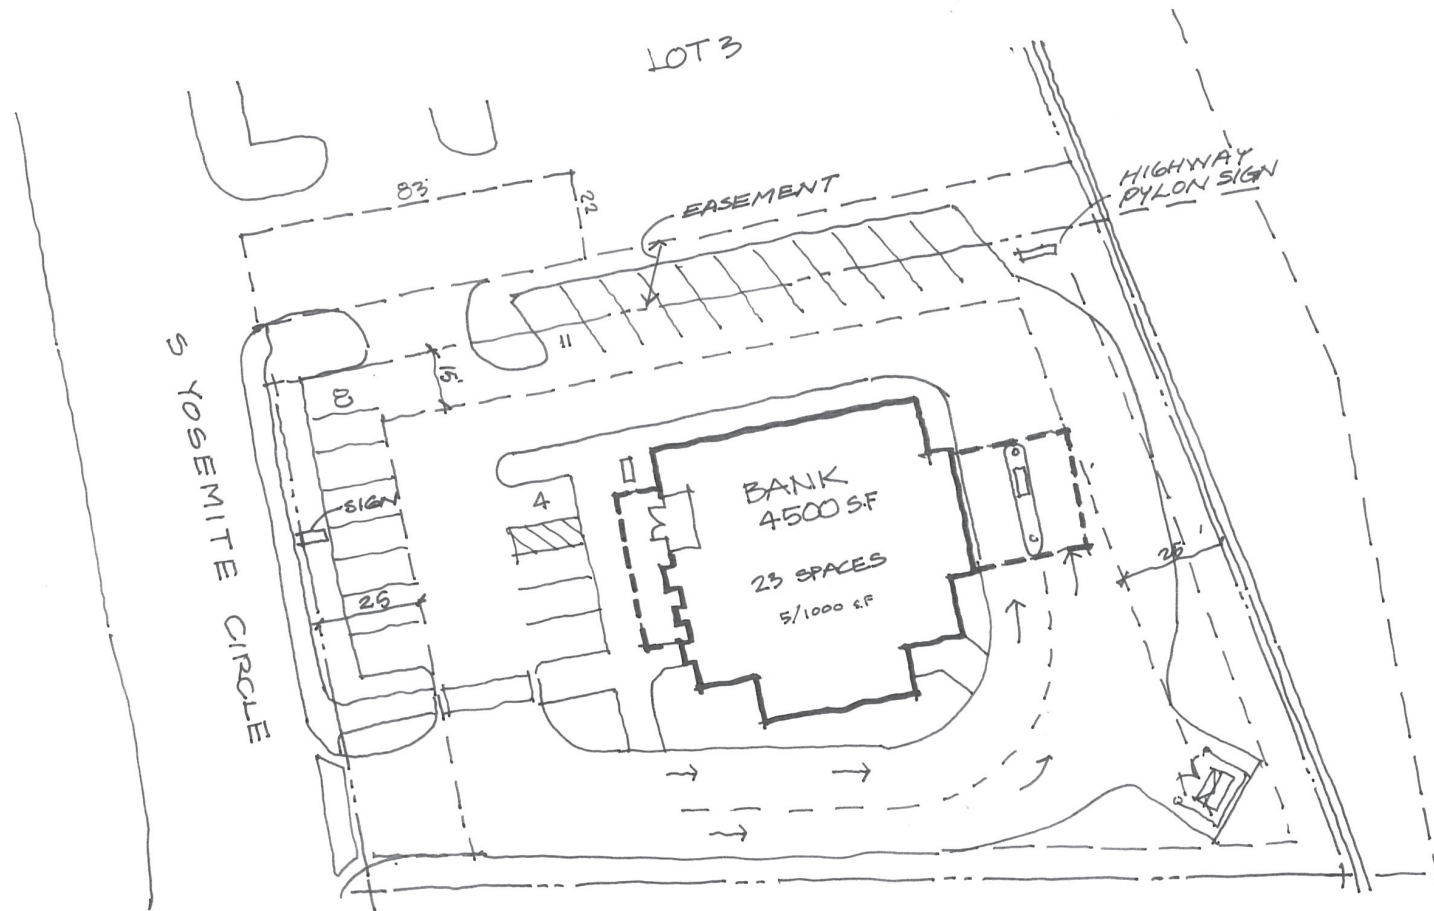 LOT 3
HIGHWAY
PYLON SIGN
83'
22
EASEMENT
11
15'
8
S YOSEMITE CIRCLE
SIGN
4
BANK
4500 S.F
23 SPACES
5/1000 S.F
25
25'